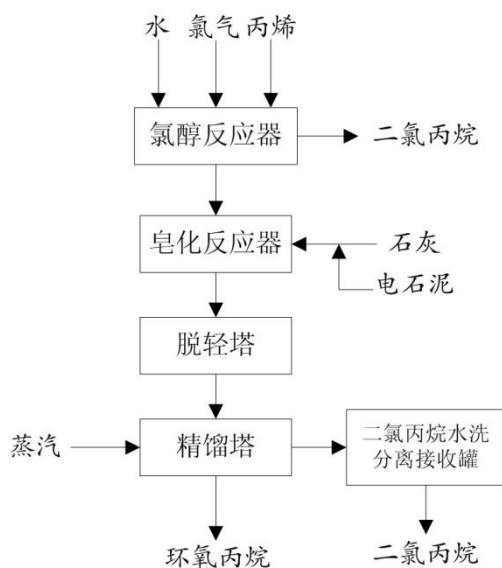 水 氯气 丙烯
氯醇反应器
二氯丙烷
皂化反应器
石灰
电石泥
脱轻塔
蒸汽
精馏塔
二氯丙烷水洗
分离接收罐
环氧丙烷
二氯丙烷